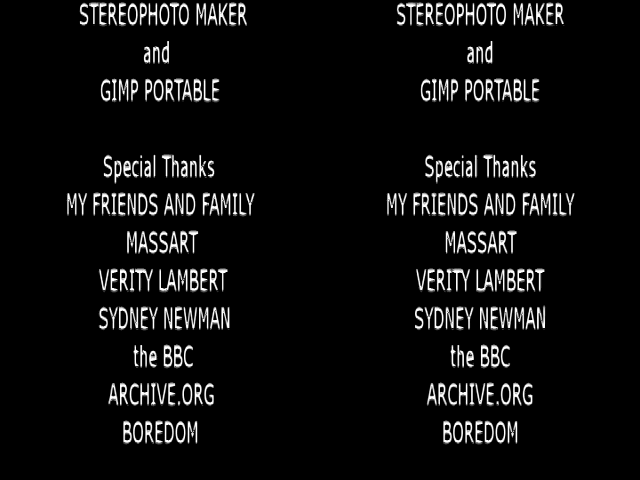 STEREOPHOTO MAKER STEREOPHOTO MAKER
and and
GIMP PORTABLE GIMP PORTABLE
Special Thanks Special Thanks
MY FRIENDS AND FAMILY MY FRIENDS AND FAMILY
MASSART MASSART
VERITY LAMBERT VERITY LAMBERT
SYDNEY NEWMAN SYDNEY NEWMAN
the BBC the BBC
ARCHIVE.ORG ARCHIVE.ORG
BOREDOM BOREDOM